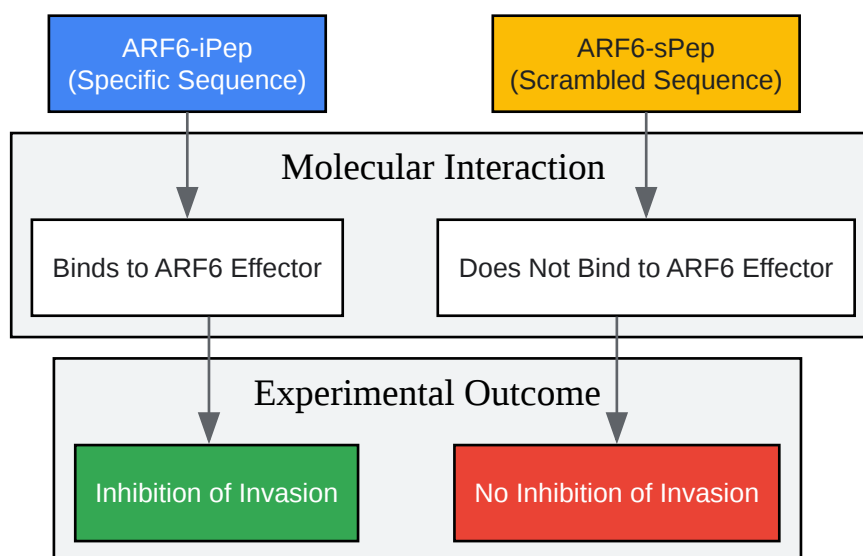 ARF6-iPep
(Specific Sequence)
ARF6-sPep
(Scrambled Sequence)
Molecular Interaction
Binds to ARF6 Effector
Does Not Bind to ARF6 Effector
Experimental Outcome
Inhibition of Invasion
No Inhibition of Invasion